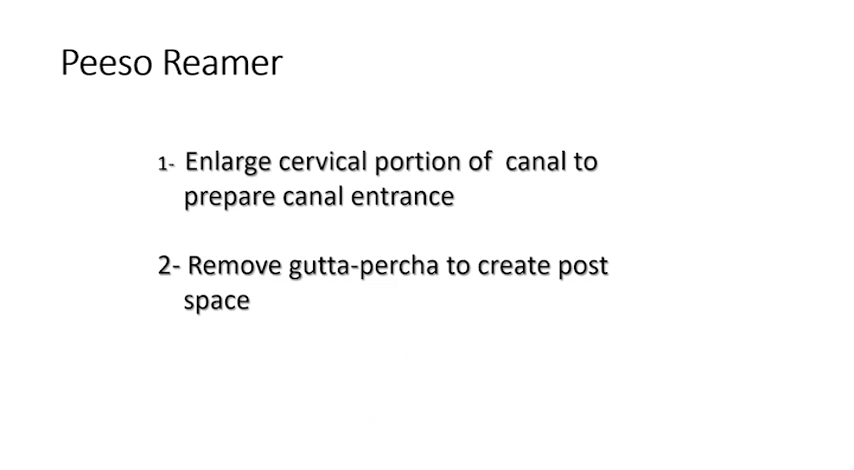 Peeso Reamer
1- Enlarge cervical portion of canal to
prepare canal entrance
2- Remove gutta-percha to create post
space